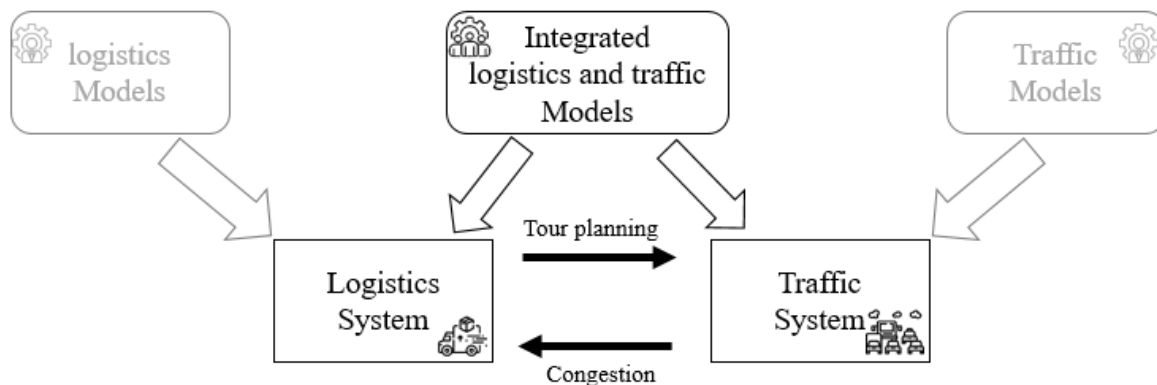 logistics
Models
Integrated
logistics and traffic
Models
Traffic
Models
Tour planning
Logistics
System
Traffic
System
Congestion